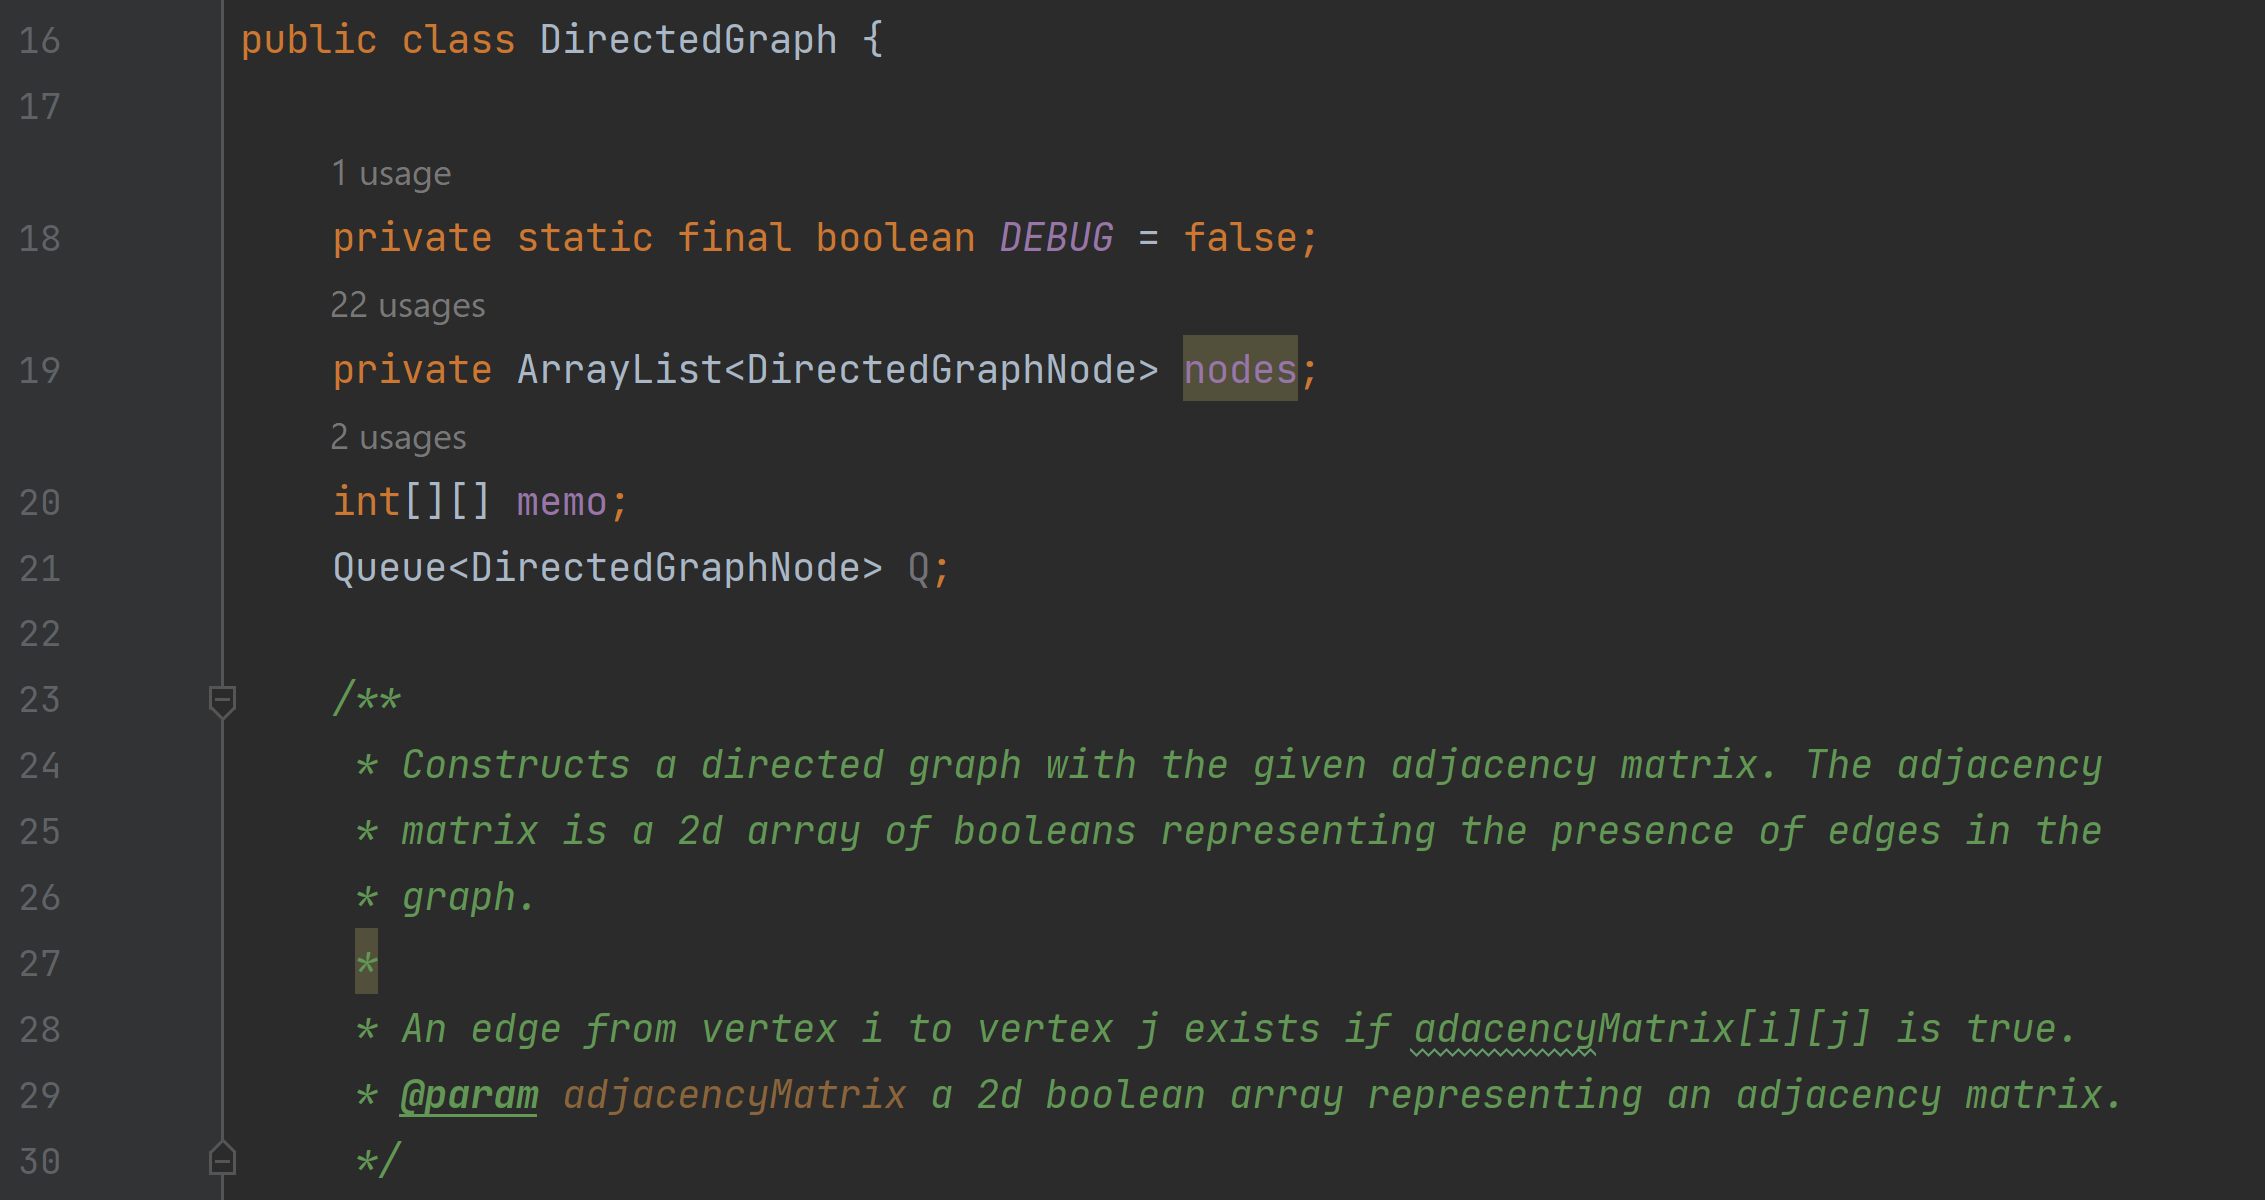 16 public class DirectedGraph {
17
1 usage
18 private static final boolean DEBUG = false;
22 usages
19 private ArrayList<DirectedGraphNode> nodes;
2 usages
20 int[][] memo;
21 Queue<DirectedGraphNode> Q;
22
23 /**
24 * Constructs a directed graph with the given adjacency matrix. The adjacency
25 * matrix is a 2d array of booleans representing the presence of edges in the
26 * graph.
27 *
28 * An edge from vertex i to vertex j exists if adacencyMatrix[i][j] is true.
29 * @param adjacencyMatrix a 2d boolean array representing an adjacency matrix.
30 */